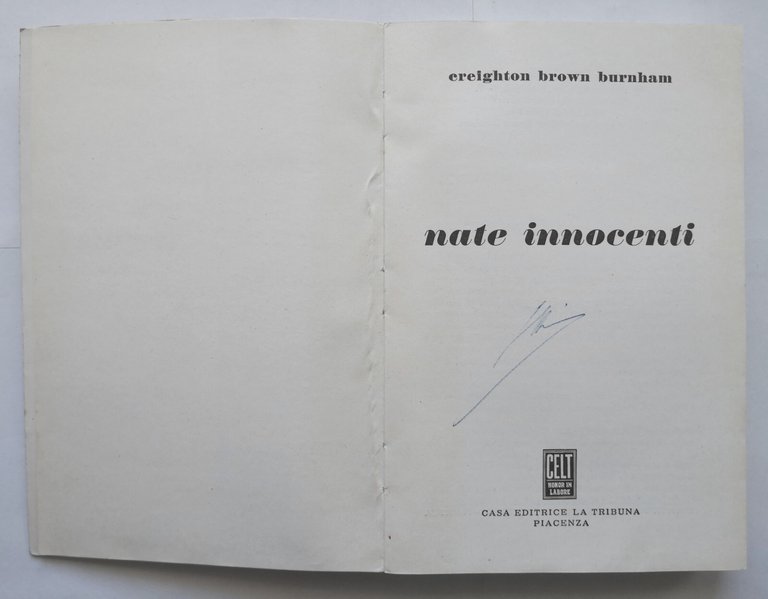 creighton brown burnham
nate innocenti
CELT
HONOR IN
LABORE
CASA EDITRICE LA TRIBUNA
PIACENZA